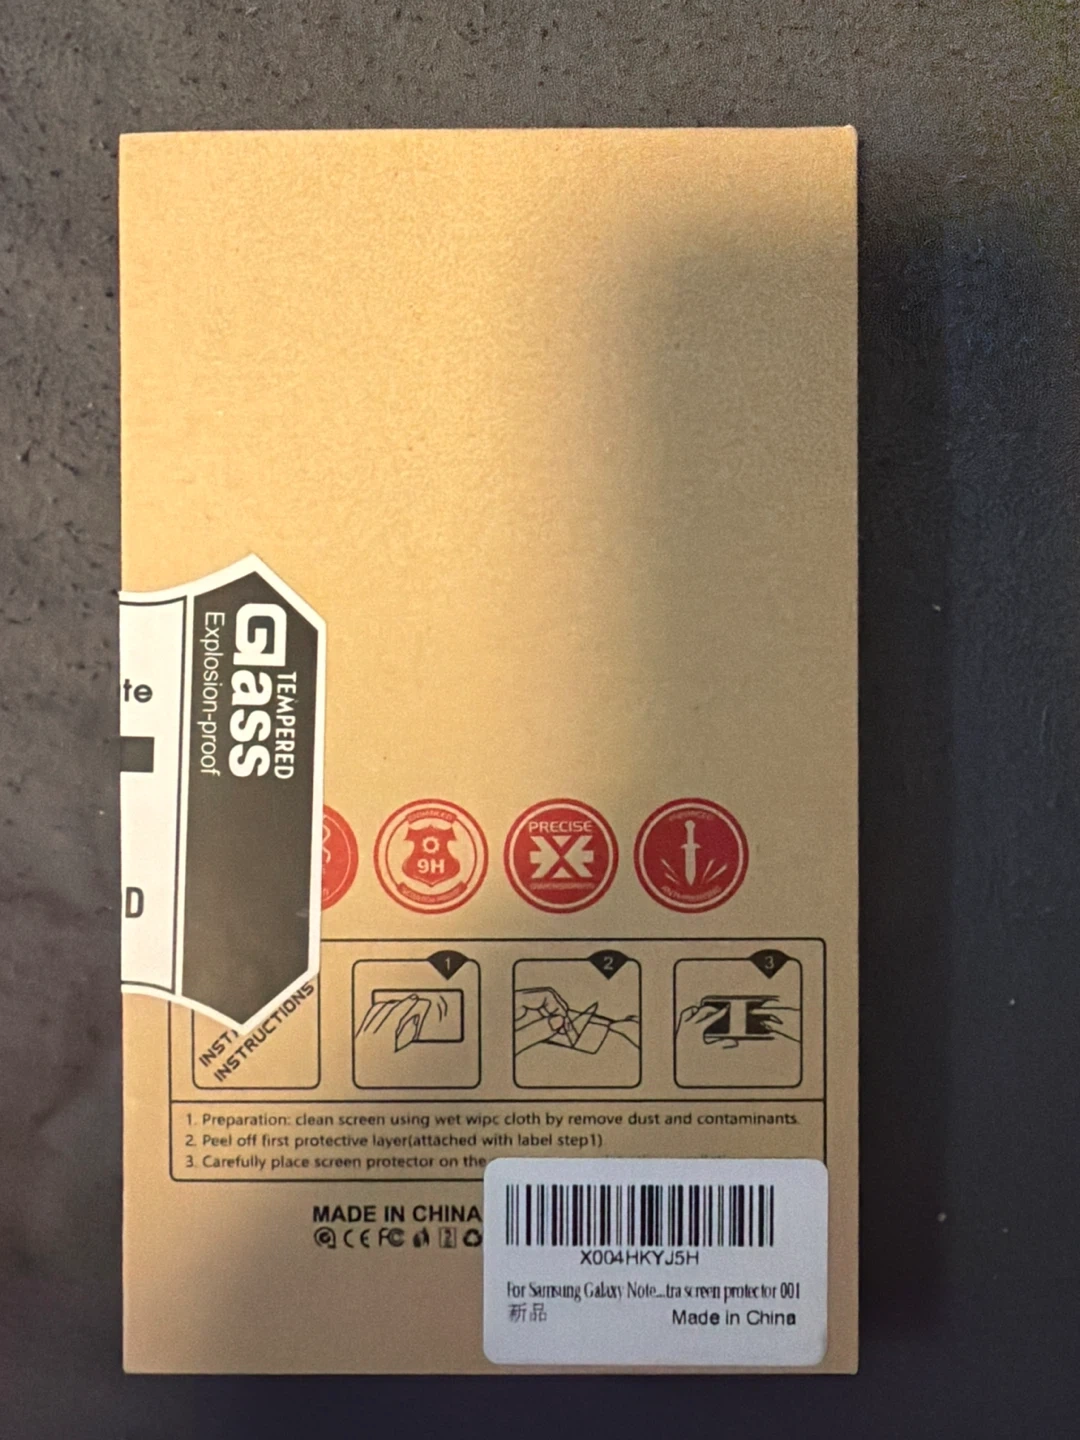 TEMPERED
Glass
Explosion-proof
te
D
9H
PRECISE
1
2
3
INSTRUCTIONS
1. Preparation: clean screen using wet wipc cloth by remove dust and contaminants.
2. Peel off first protective layer(attached with label step1)
3. Carefully place screen protector on the
MADE IN CHINA
CE FC
X004HKYJ5H
For Samsung Galaxy Note...tra screen protector 001
新品
Made in China